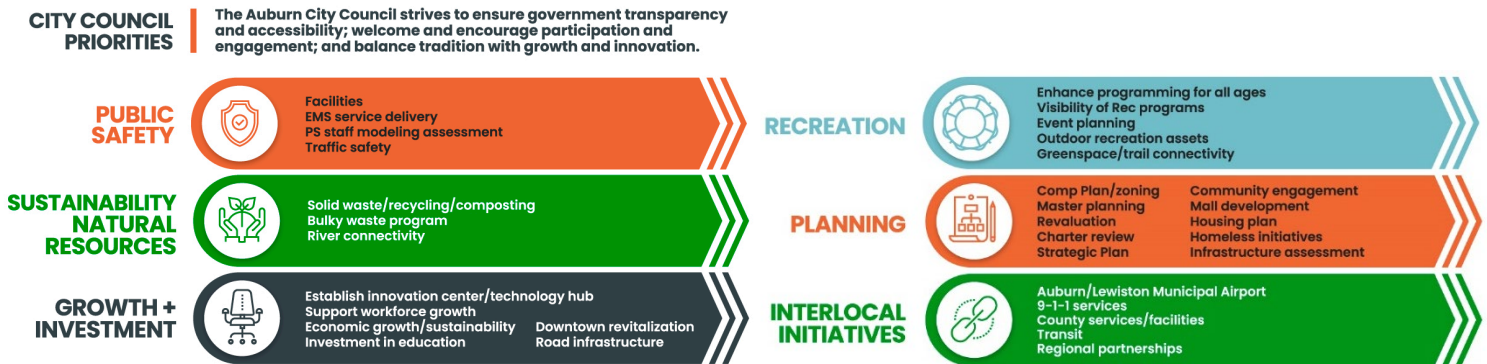 CITY COUNCIL
PRIORITIES
The Auburn City Council strives to ensure government transparency
and accessibility; welcome and encourage participation and
engagement; and balance tradition with growth and innovation.
PUBLIC
SAFETY
Facilities
EMS service delivery
PS staff modeling assessment
Traffic safety
SUSTAINABILITY
NATURAL
RESOURCES
Solid waste/recycling/composting
Bulky waste program
River connectivity
GROWTH +
INVESTMENT
Establish innovation center/technology hub
Support workforce growth
Economic growth/sustainability
Investment in education
Downtown revitalization
Road infrastructure
RECREATION
Enhance programming for all ages
Visibility of Rec programs
Event planning
Outdoor recreation assets
Greenspace/trail connectivity
PLANNING
Comp Plan/zoning
Master planning
Revaluation
Charter review
Strategic Plan
Community engagement
Mall development
Housing plan
Homeless initiatives
Infrastructure assessment
INTERLOCAL
INITIATIVES
Auburn/Lewiston Municipal Airport
9-1-1 services
County services/facilities
Transit
Regional partnerships